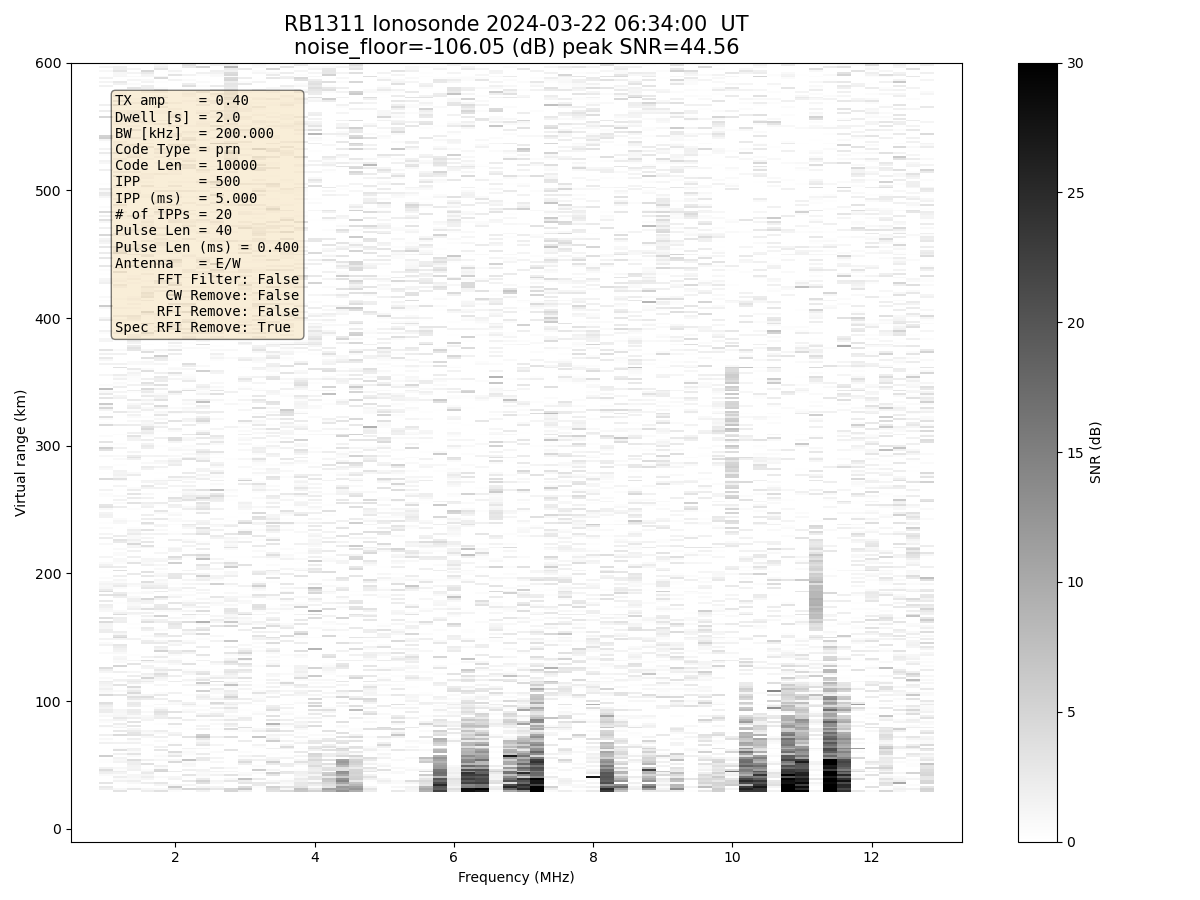 RB1311 Ionosonde 2024-03-22 06:34:00  UT
noise_floor=-106.05 (dB) peak SNR=44.56
TX amp    = 0.40
Dwell [s] = 2.0
BW [kHz]  = 200.000
Code Type = prn
Code Len  = 10000
IPP       = 500
IPP (ms)  = 5.000
# of IPPs = 20
Pulse Len = 40
Pulse Len (ms) = 0.400
Antenna   = E/W
FFT Filter: False
CW Remove: False
RFI Remove: False
Spec RFI Remove: True
600
500
400
300
200
100
0
Virtual range (km)
2
4
6
8
10
12
Frequency (MHz)
30
25
20
15
10
5
0
SNR (dB)